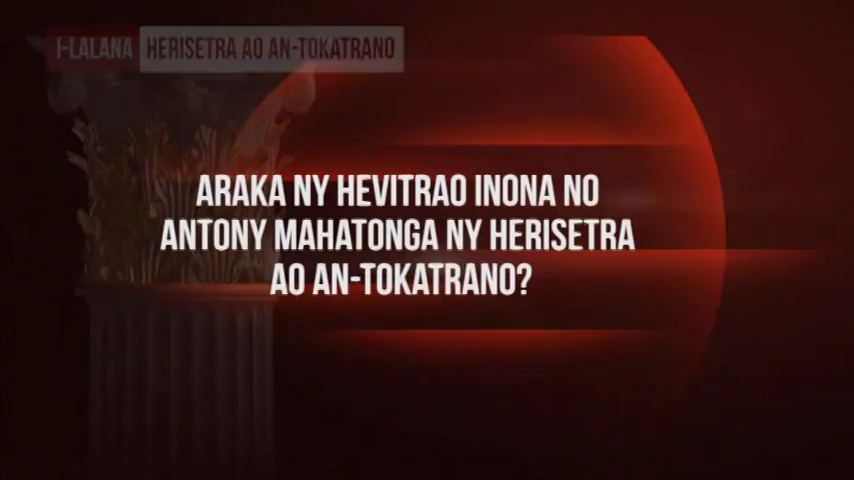 I-LALANA HERISETRA AO AN-TOKATRANO
ARAKA NY HEVITRAO INONA NO
ANTONY MAHATONGA NY HERISETRA
AO AN-TOKATRANO?